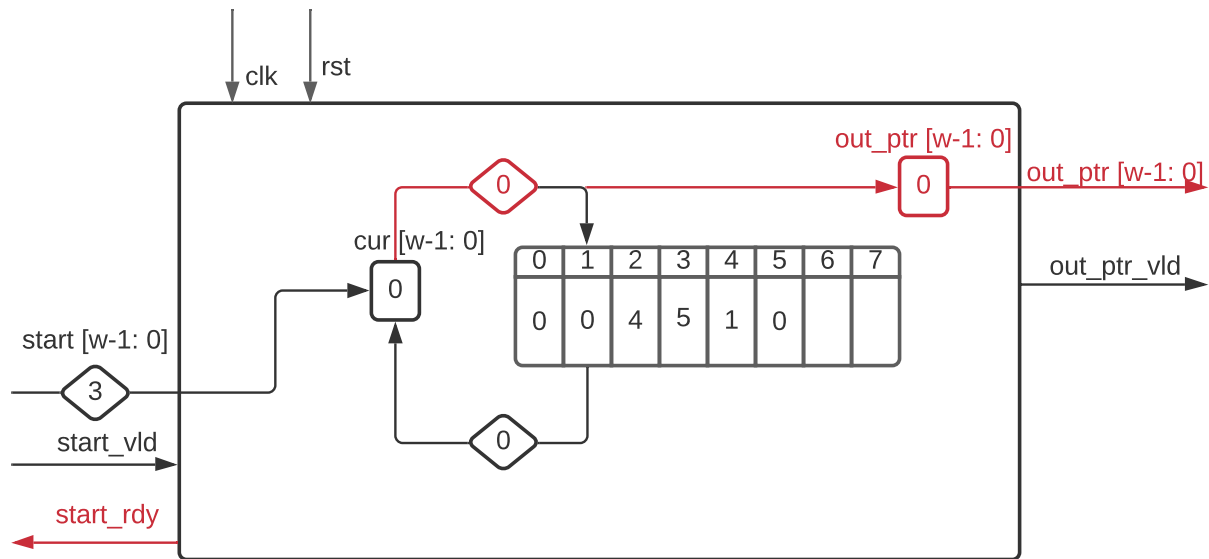 clk
rst
out_ptr [w-1: 0]
out_ptr [w-1: 0]
0
0
cur [w-1: 0]
0
0 1 2 3 4 5 6 7
0 0 4 5 1 0
out_ptr_vld
start [w-1: 0]
3
start_vld
0
start_rdy